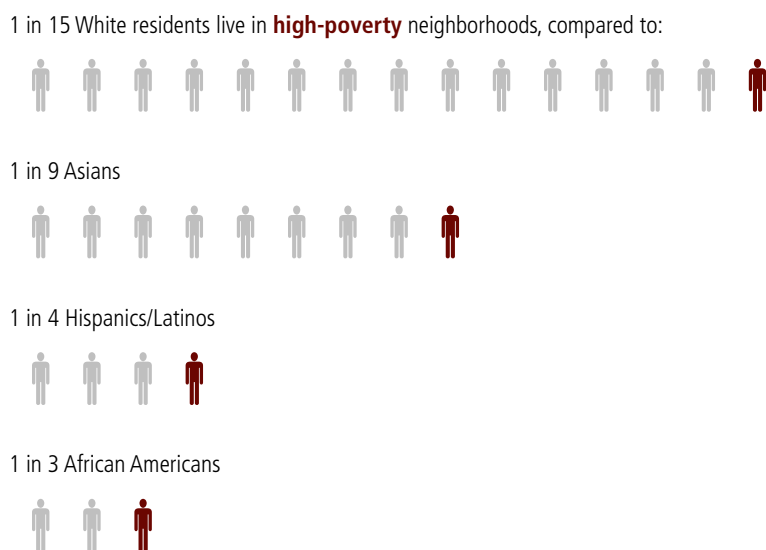 1 in 15 White residents live in high-poverty neighborhoods, compared to:
1 in 9 Asians
1 in 4 Hispanics/Latinos
1 in 3 African Americans